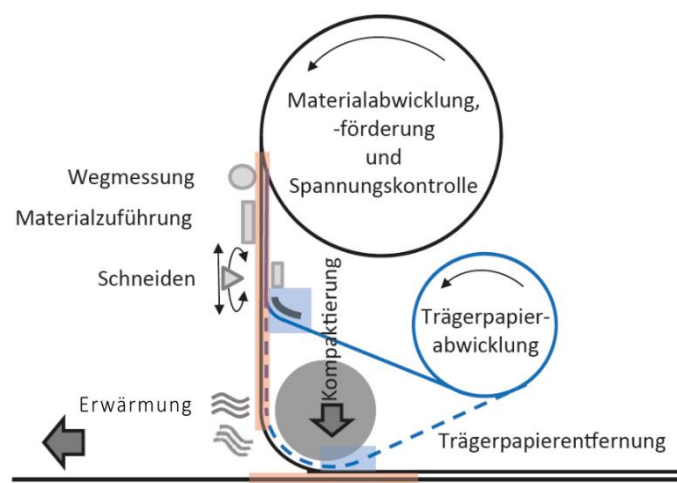 Materialabwicklung,
-förderung
und
Spannungskontrolle
Wegmessung
Materialzuführung
Schneiden
Kompaktierung
Trägerpapier-
abwicklung
Erwärmung
Trägerpapierentfernung